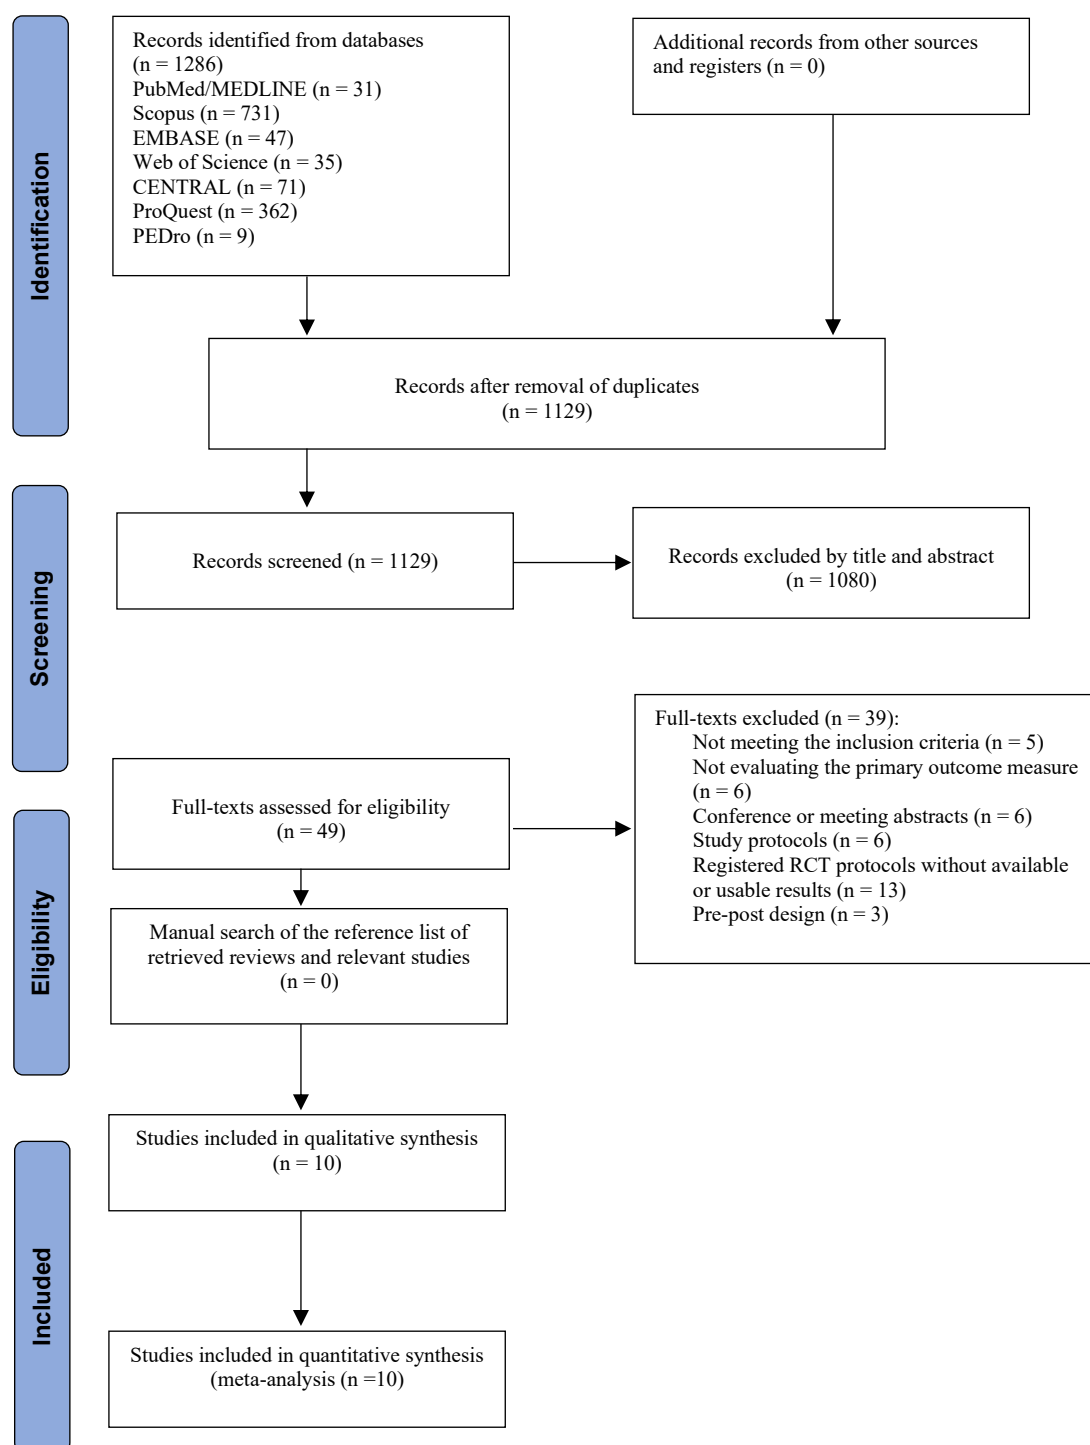 Identification
Records identified from databases
(n = 1286)
PubMed/MEDLINE (n = 31)
Scopus (n = 731)
EMBASE (n = 47)
Web of Science (n = 35)
CENTRAL (n = 71)
ProQuest (n = 362)
PEDro (n = 9)
Additional records from other sources
and registers (n = 0)
Records after removal of duplicates
(n = 1129)
Screening
Records screened (n = 1129)
Records excluded by title and abstract
(n = 1080)
Eligibility
Full-texts assessed for eligibility
(n = 49)
Full-texts excluded (n = 39):
Not meeting the inclusion criteria (n = 5)
Not evaluating the primary outcome measure
(n = 6)
Conference or meeting abstracts (n = 6)
Study protocols (n = 6)
Registered RCT protocols without available
or usable results (n = 13)
Pre-post design (n = 3)
Manual search of the reference list of
retrieved reviews and relevant studies
(n = 0)
Included
Studies included in qualitative synthesis
(n = 10)
Studies included in quantitative synthesis
(meta-analysis (n =10)